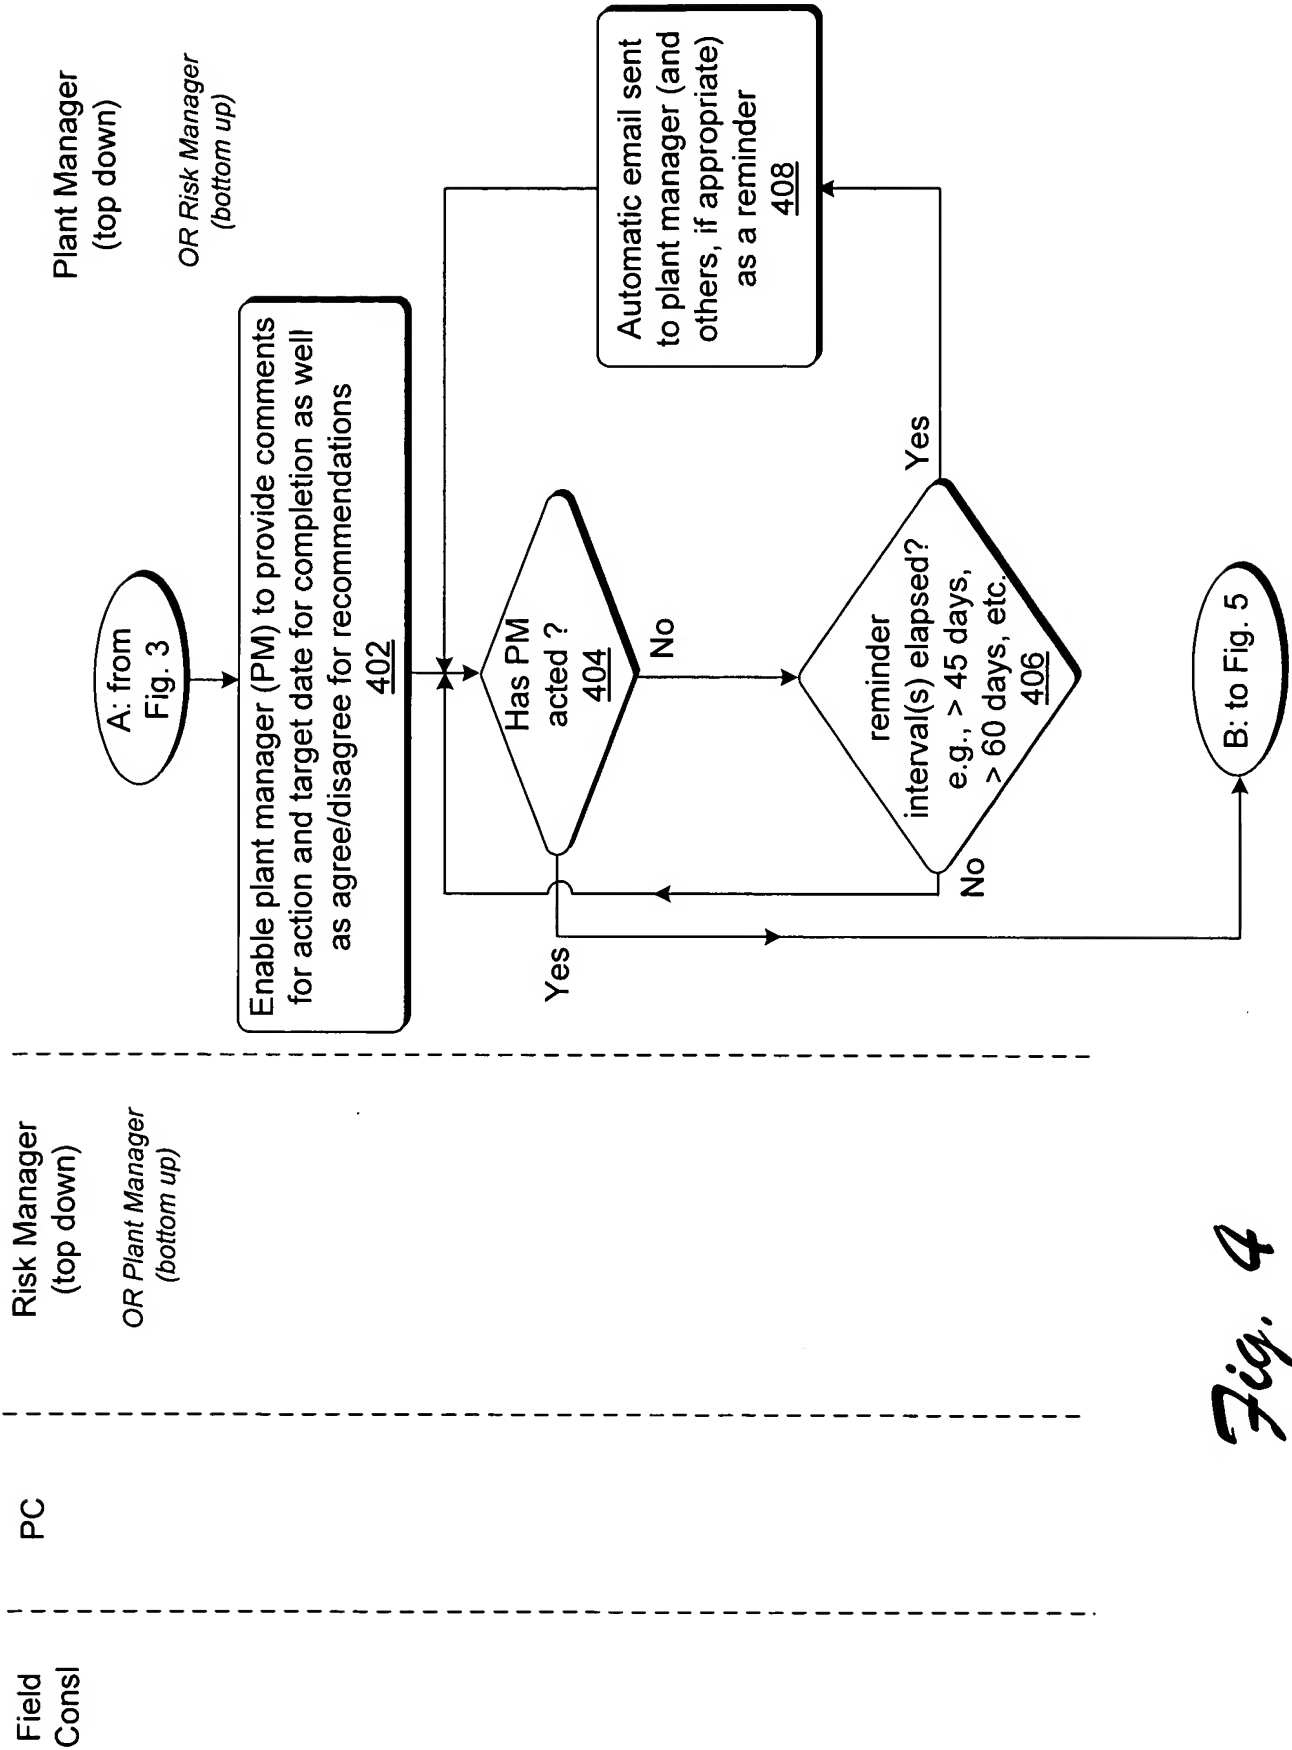 Field
Consl
PC
Risk Manager
(top down)
OR Plant Manager
(bottom up)
Plant Manager
(top down)
OR Risk Manager
(bottom up)
A: from
Fig. 3
Enable plant manager (PM) to provide comments
for action and target date for completion as well
as agree/disagree for recommendations
402
Has PM
acted ?
404
Yes
No
reminder
interval(s) elapsed?
e.g., > 45 days,
> 60 days, etc.
406
No
Yes
Automatic email sent
to plant manager (and
others, if appropriate)
as a reminder
408
B: to Fig. 5
Fig. 4